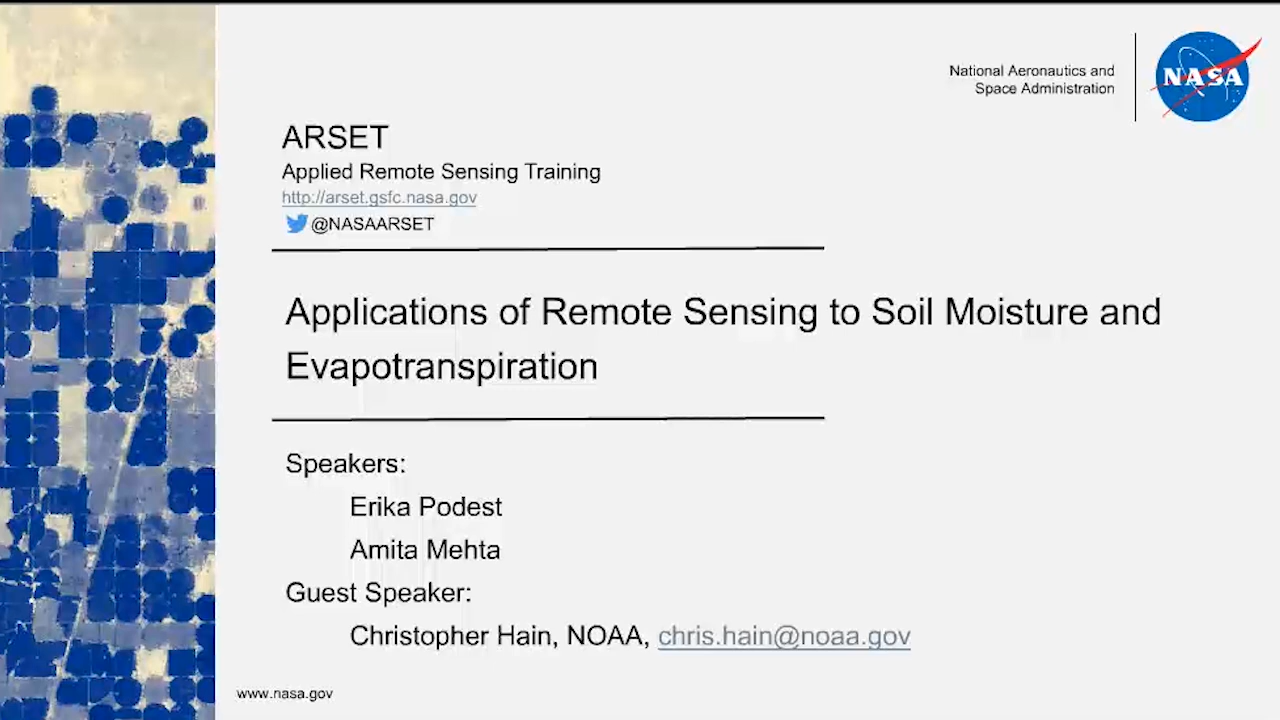 National Aeronautics and
Space Administration
NASA
ARSET
Applied Remote Sensing Training
http://arset.gsfc.nasa.gov
@NASAARSET
Applications of Remote Sensing to Soil Moisture and
Evapotranspiration
Speakers:
Erika Podest
Amita Mehta
Guest Speaker:
Christopher Hain, NOAA, chris.hain@noaa.gov
www.nasa.gov